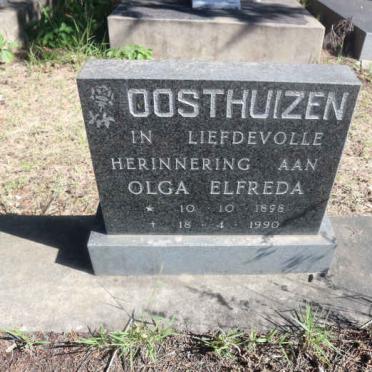 OOSTHUIZEN
IN LIEFDEVOLLE
HERINNERING AAN
OLGA ELFREDA
* 10 · 10 · 1898
† 18 · 4 · 1990